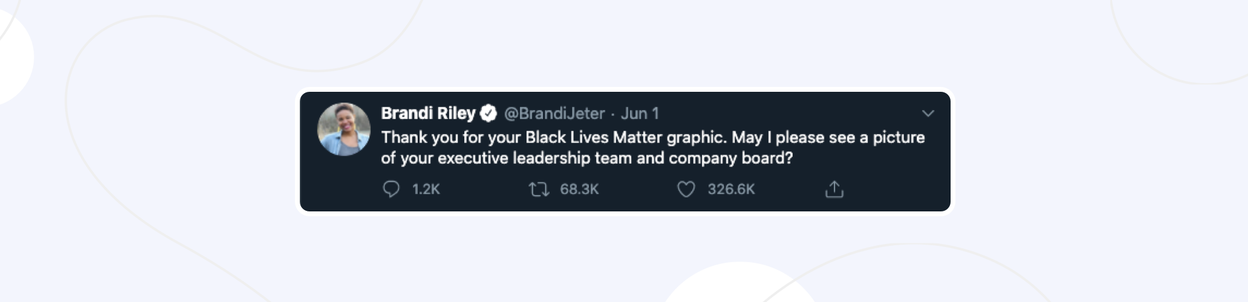 Brandi Riley @BrandiJeter · Jun 1
Thank you for your Black Lives Matter graphic. May I please see a picture
of your executive leadership team and company board?
1.2K 68.3K 326.6K